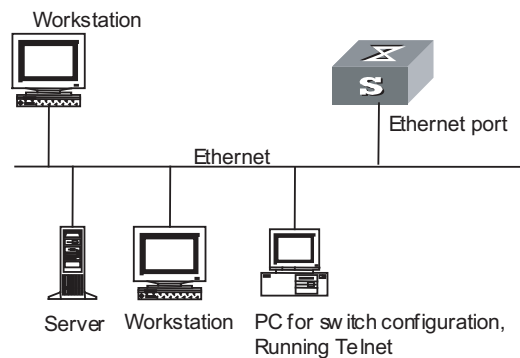 Workstation
S
Ethernet port
Ethernet
Server
Workstation
PC for switch configuration,
Running Telnet